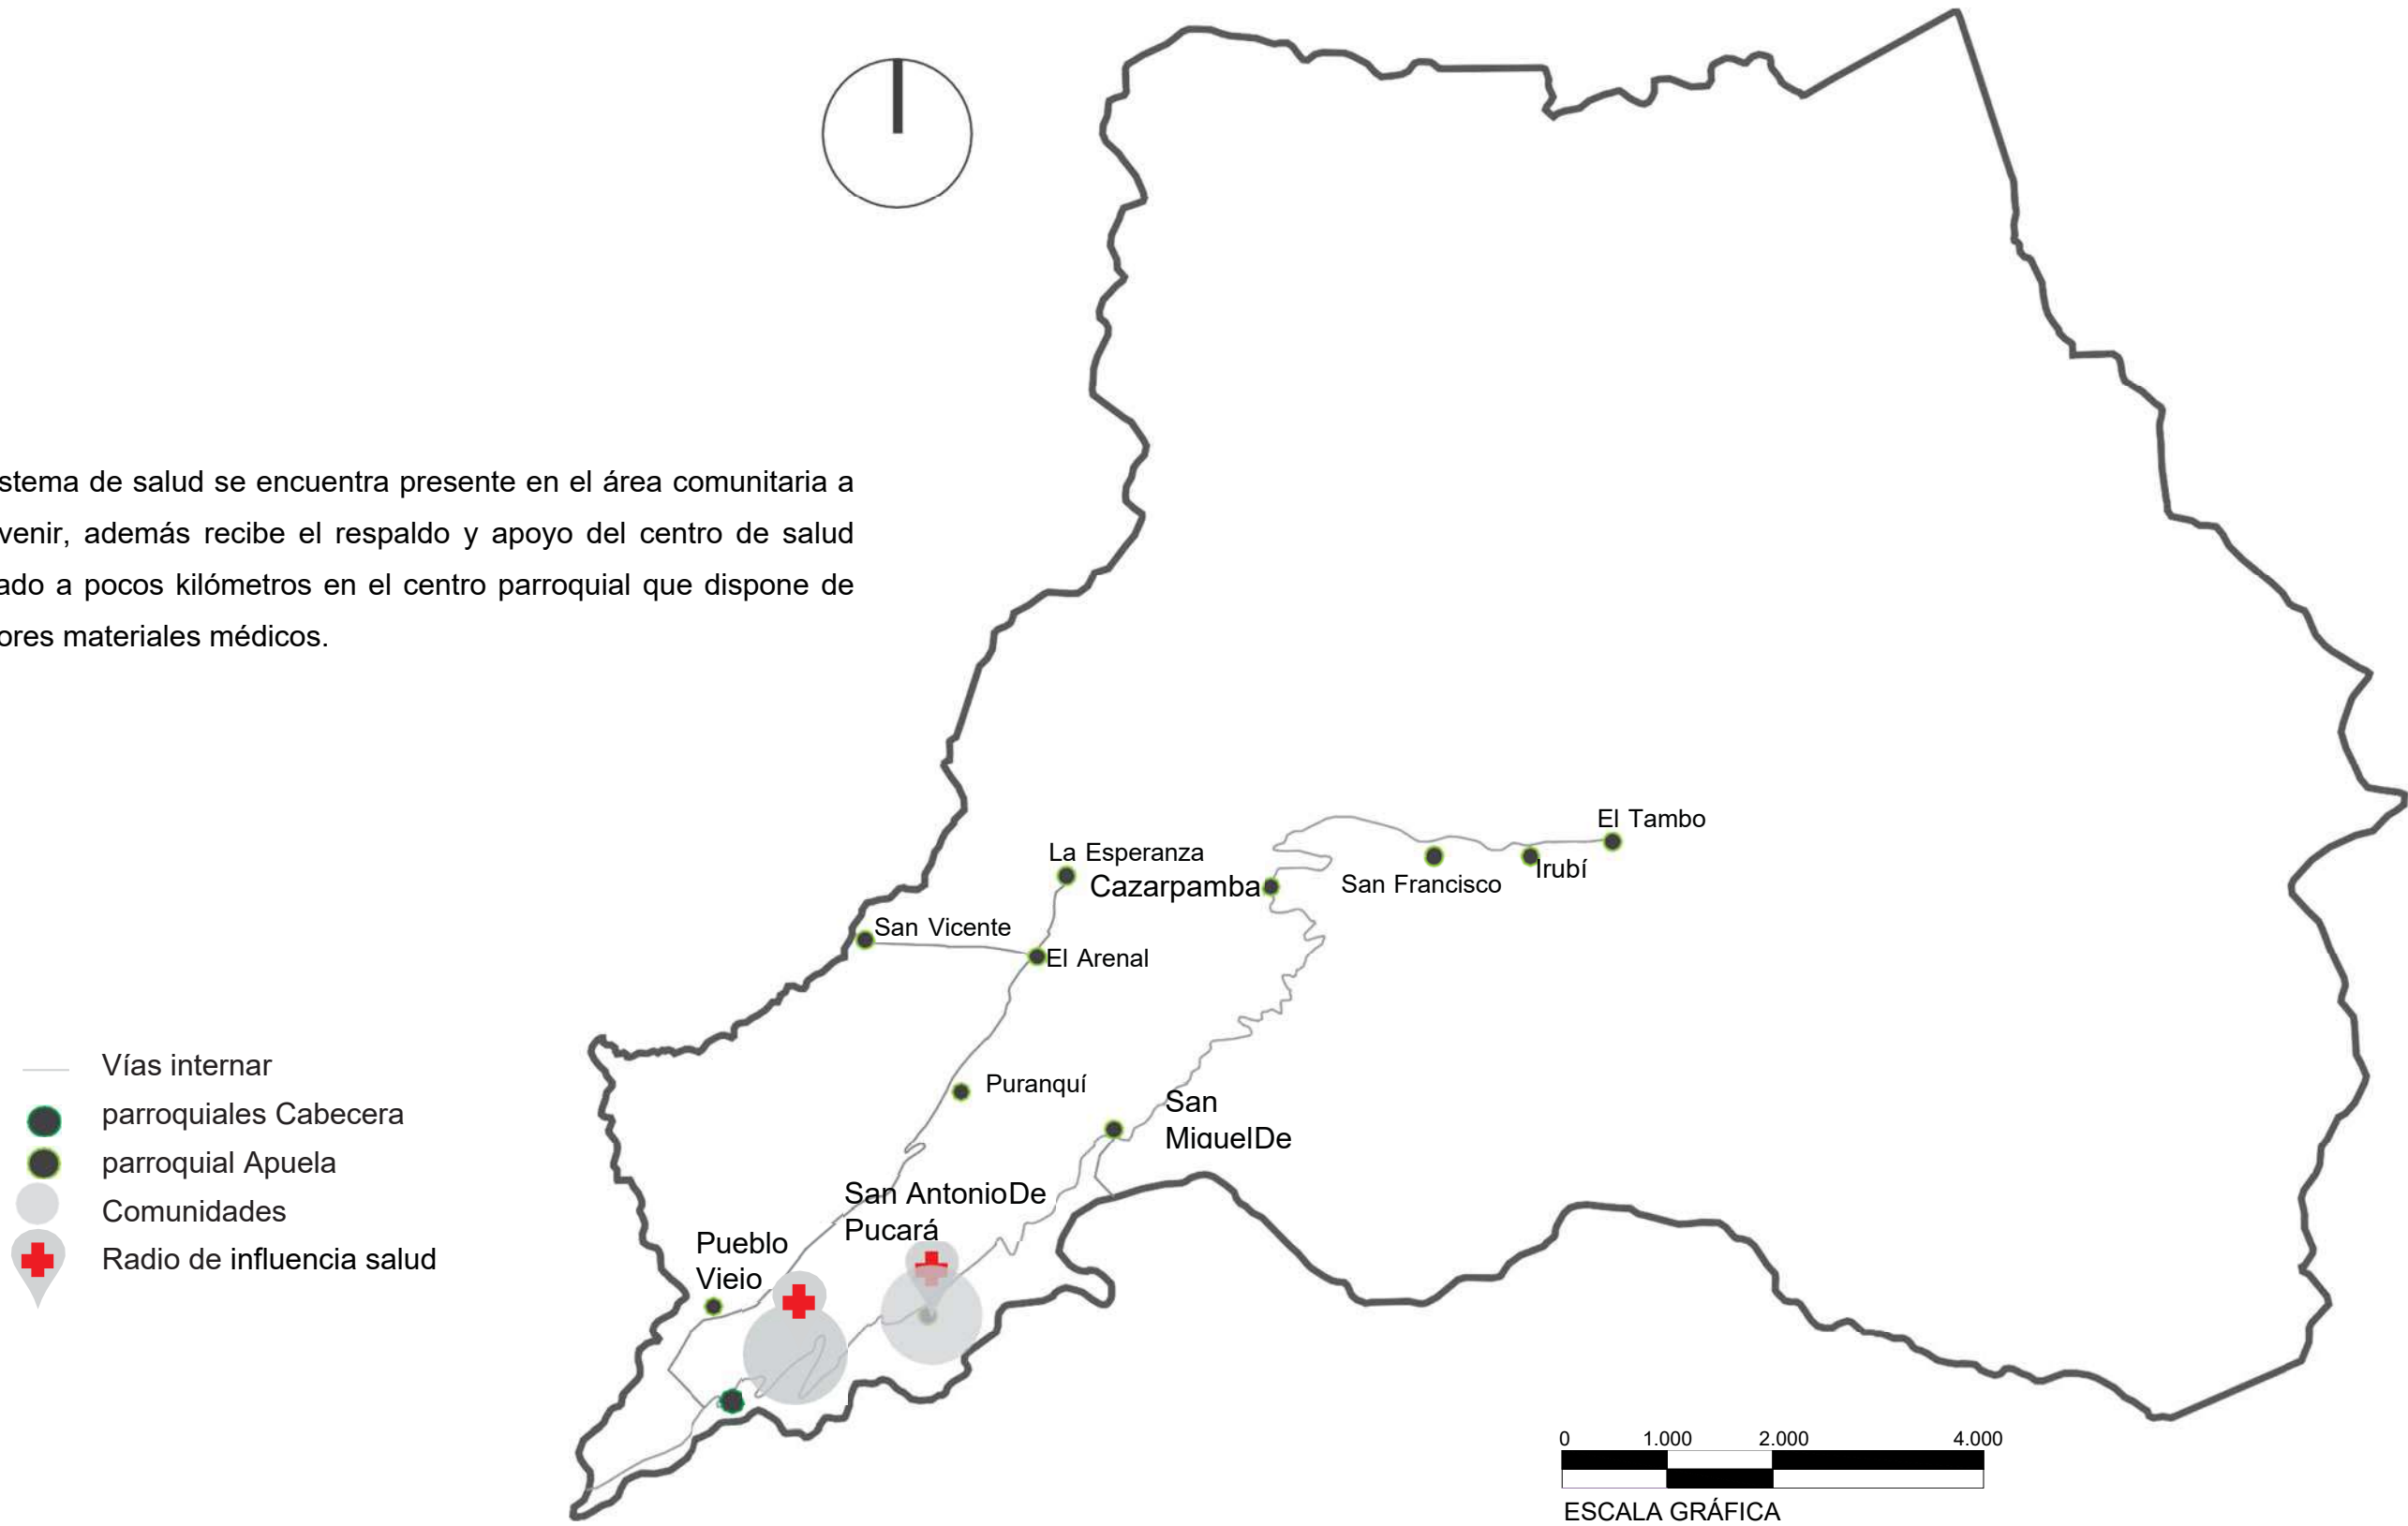 stema de salud se encuentra presente en el área comunitaria a
venir, además recibe el respaldo y apoyo del centro de salud
ado a pocos kilómetros en el centro parroquial que dispone de
ores materiales médicos.
El Tambo
La Esperanza
Irubí
Cazarpamba
San Francisco
San Vicente
El Arenal
Vías internar
Puranquí
parroquiales Cabecera
San
MiquelDe
parroquial Apuela
San AntonioDe
Pucará
Comunidades
Pueblo
Vieio
Radio de influencia salud
0 1.000 2.000 4.000
ESCALA GRÁFICA